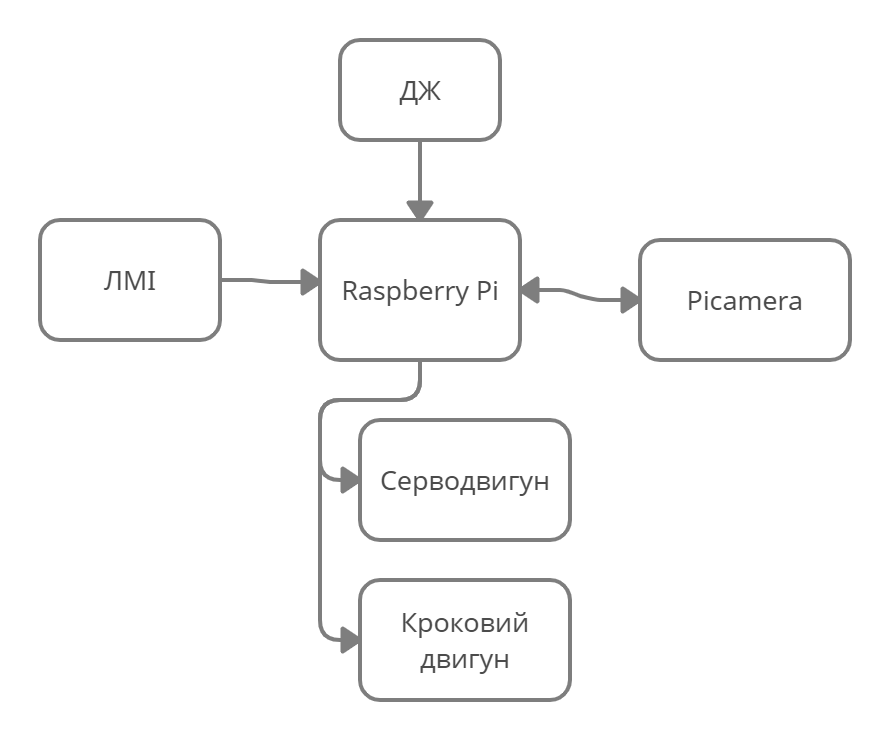 ДЖ
ЛМІ
Raspberry Pi
Picamera
Серводвигун
Кроковий
двигун